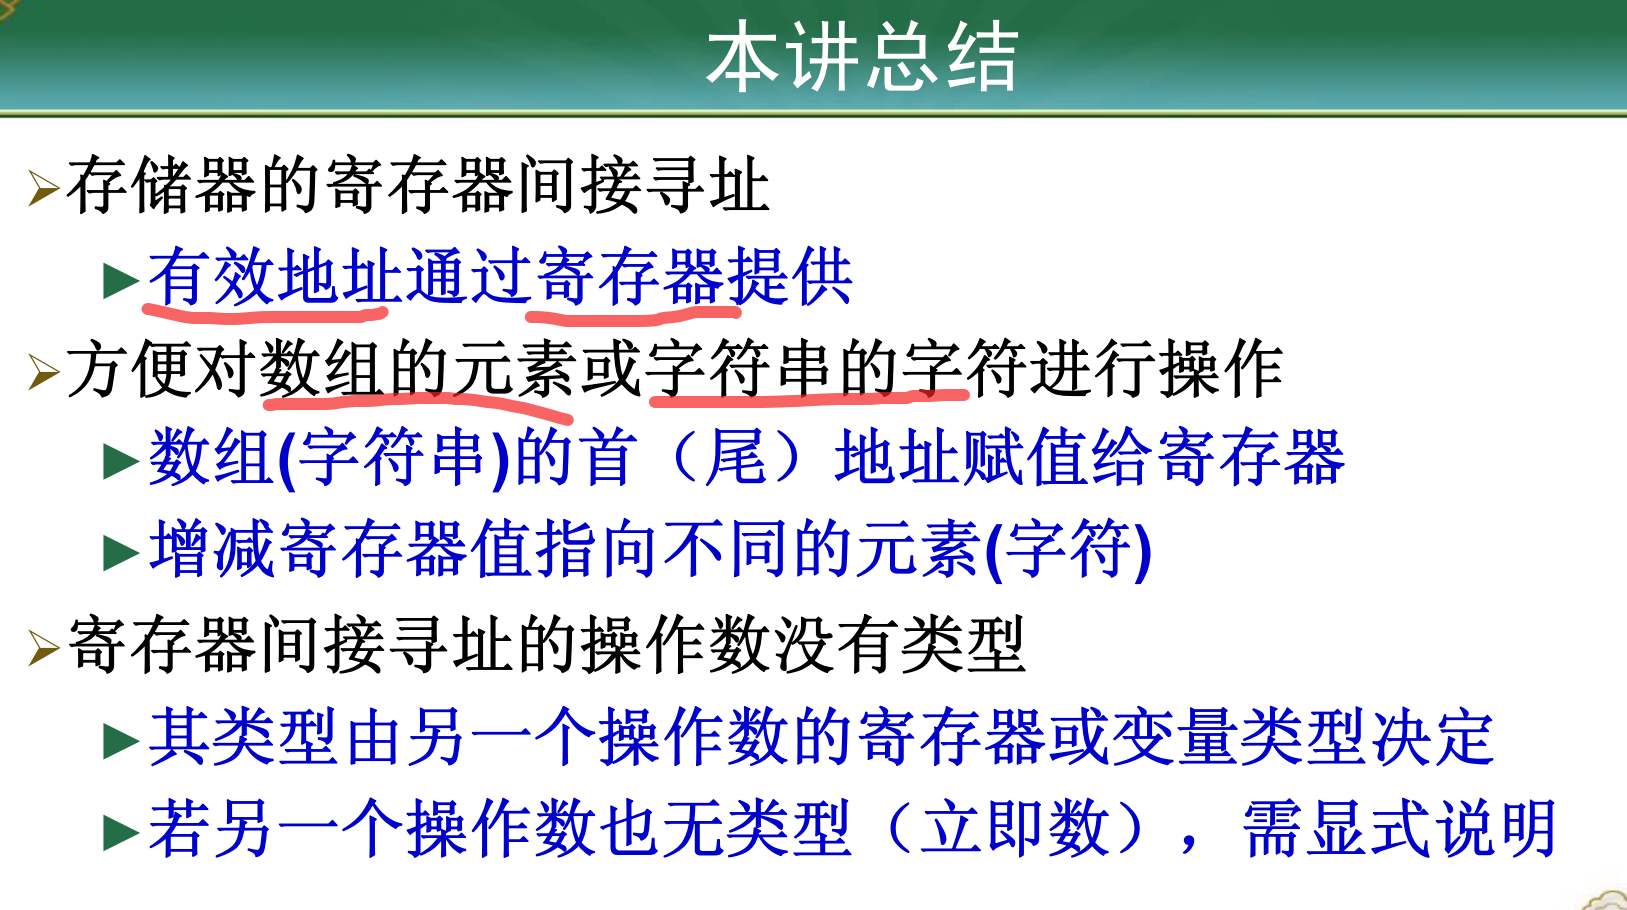 本讲总结
存储器的寄存器间接寻址
有效地址通过寄存器提供
方便对数组的元素或字符串的字符进行操作
数组(字符串)的首（尾）地址赋值给寄存器
增减寄存器值指向不同的元素(字符)
寄存器间接寻址的操作数没有类型
其类型由另一个操作数的寄存器或变量类型决定
若另一个操作数也无类型（立即数），需显式说明